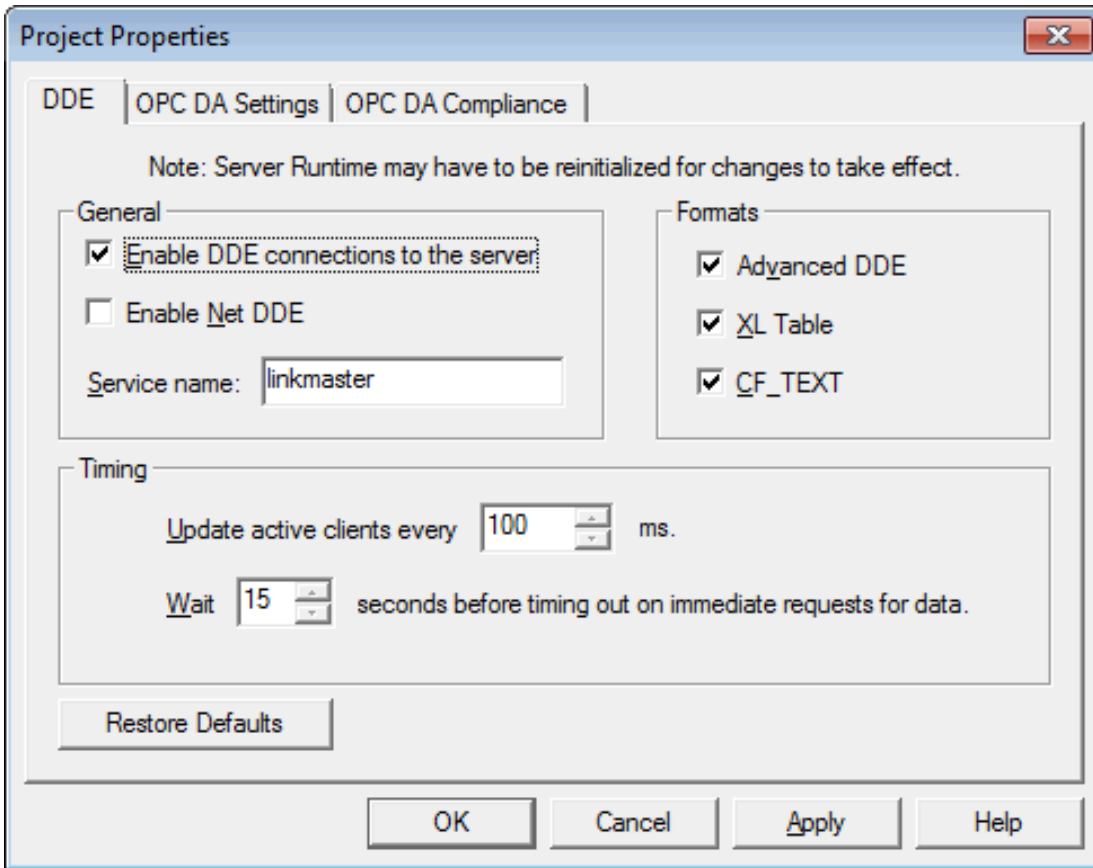 Project Properties
DDE OPC DA Settings OPC DA Compliance
Note: Server Runtime may have to be reinitialized for changes to take effect.
General
Enable DDE connections to the server
Enable Net DDE
Service name: linkmaster
Formats
Advanced DDE
XL Table
CF_TEXT
Timing
Update active clients every 100 ms.
Wait 15 seconds before timing out on immediate requests for data.
Restore Defaults
OK Cancel Apply Help